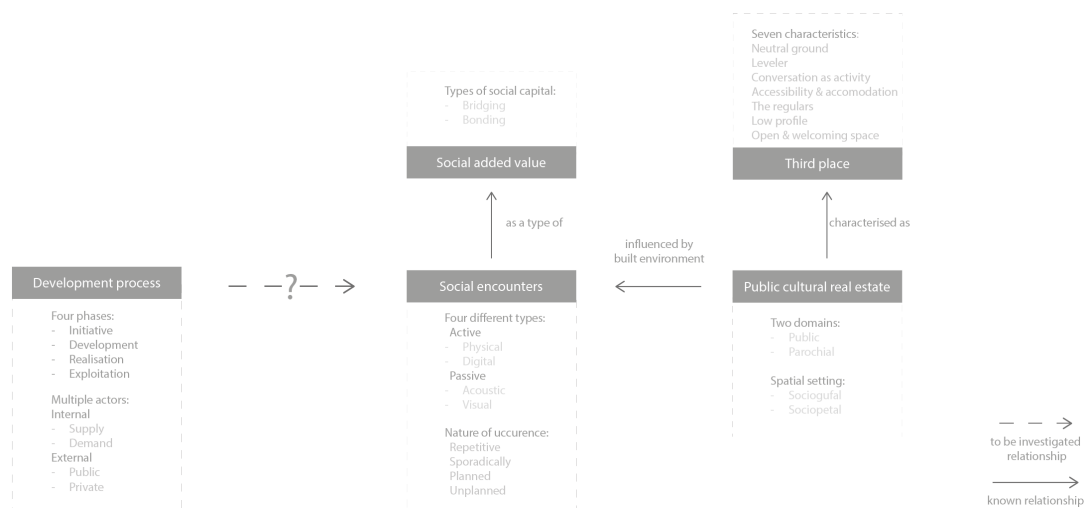 Seven characteristics:
Neutral ground
Leveler
Conversation as activity
Accessibility & accomodation
The regulars
Low profile
Open & welcoming space
Third place
Types of social capital:
- Bridging
- Bonding
Social added value
as a type of
characterised as
influenced by
built environment
Development process
Four phases:
- Initiative
- Development
- Realisation
- Exploitation
Multiple actors:
Internal
- Supply
- Demand
External
- Public
- Private
?
Social encounters
Four different types:
Active
- Physical
- Digital
Passive
- Acoustic
- Visual
Nature of uccurence:
Repetitive
Sporadically
Planned
Unplanned
Public cultural real estate
Two domains:
- Public
- Parochial
Spatial setting:
- Sociogufal
- Sociopetal
to be investigated
relationship
known relationship